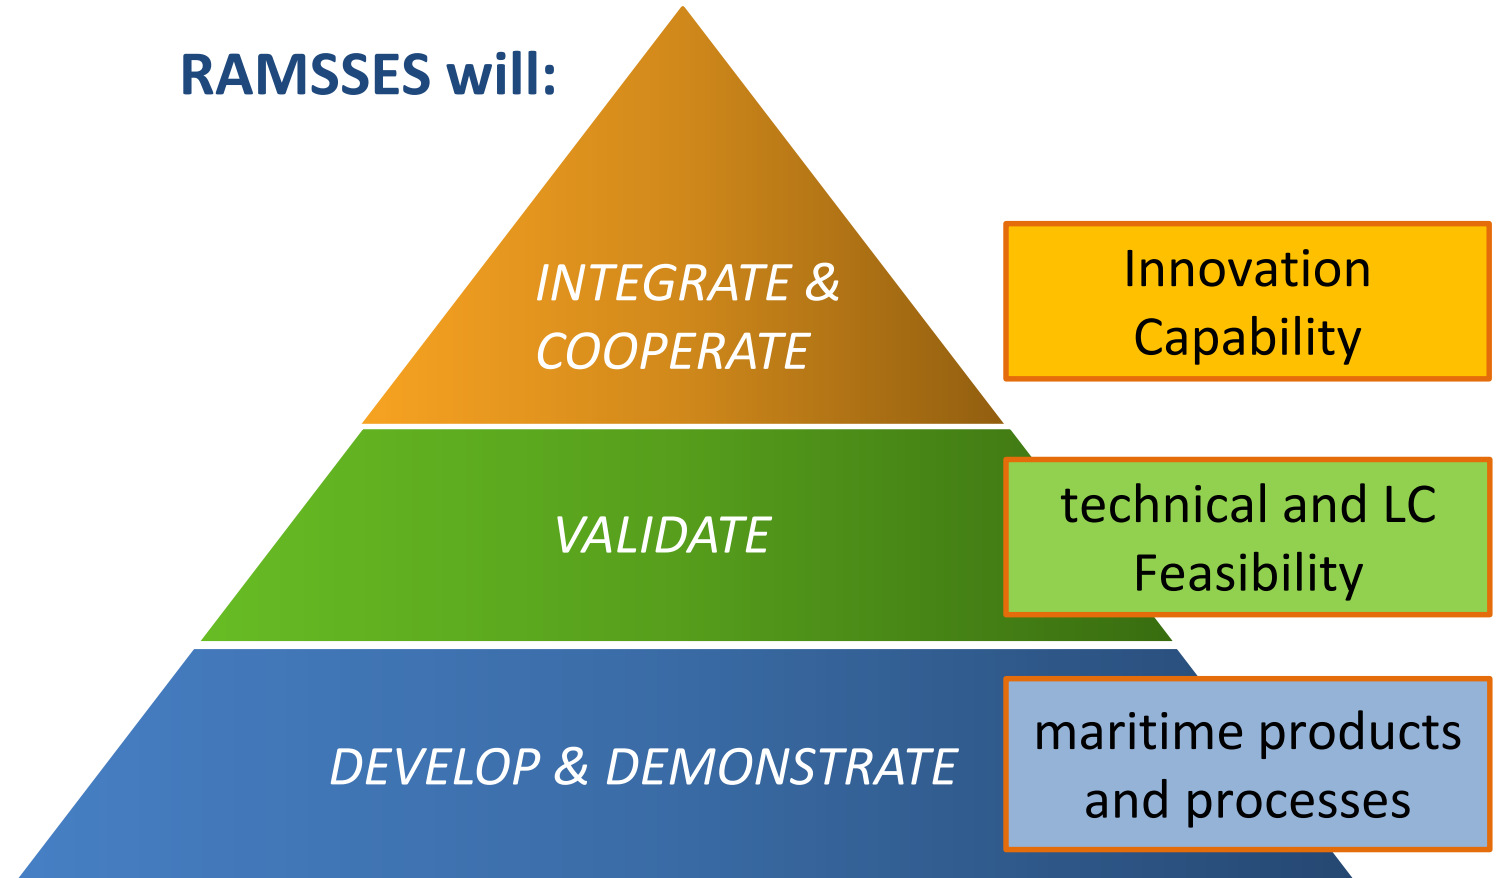 RAMSSES will:
INTEGRATE &
COOPERATE
Innovation
Capability
VALIDATE
technical and LC
Feasibility
DEVELOP & DEMONSTRATE
maritime products
and processes